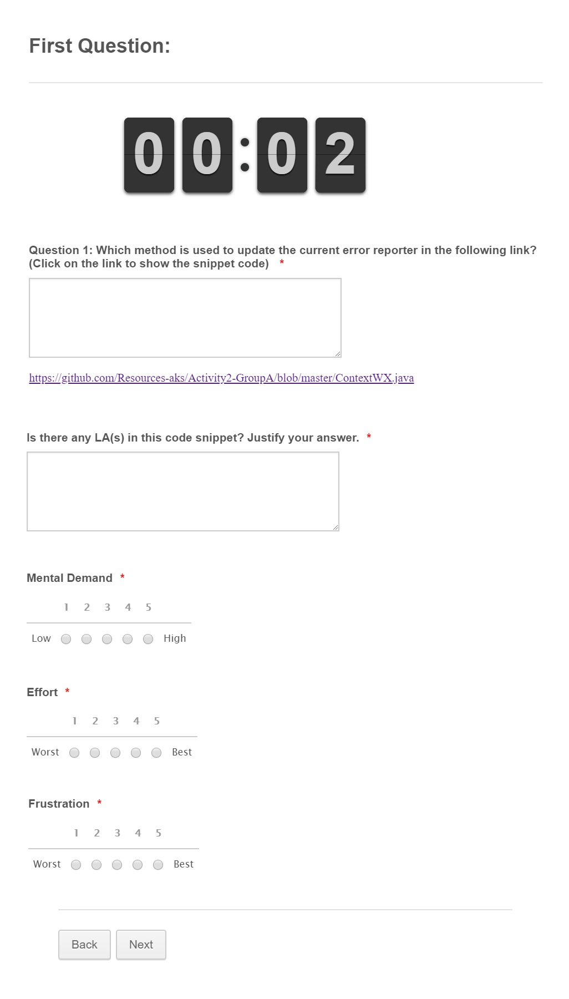 First Question:
00:02
Question 1: Which method is used to update the current error reporter in the following link?
(Click on the link to show the snippet code) *
https://github.com/Resources-aks/Activity2-GroupA/blob/master/ContextWX.java
Is there any LA(s) in this code snippet? Justify your answer. *
Mental Demand *
1 2 3 4 5
Low High
Effort *
1 2 3 4 5
Worst Best
Frustration *
1 2 3 4 5
Worst Best
Back Next